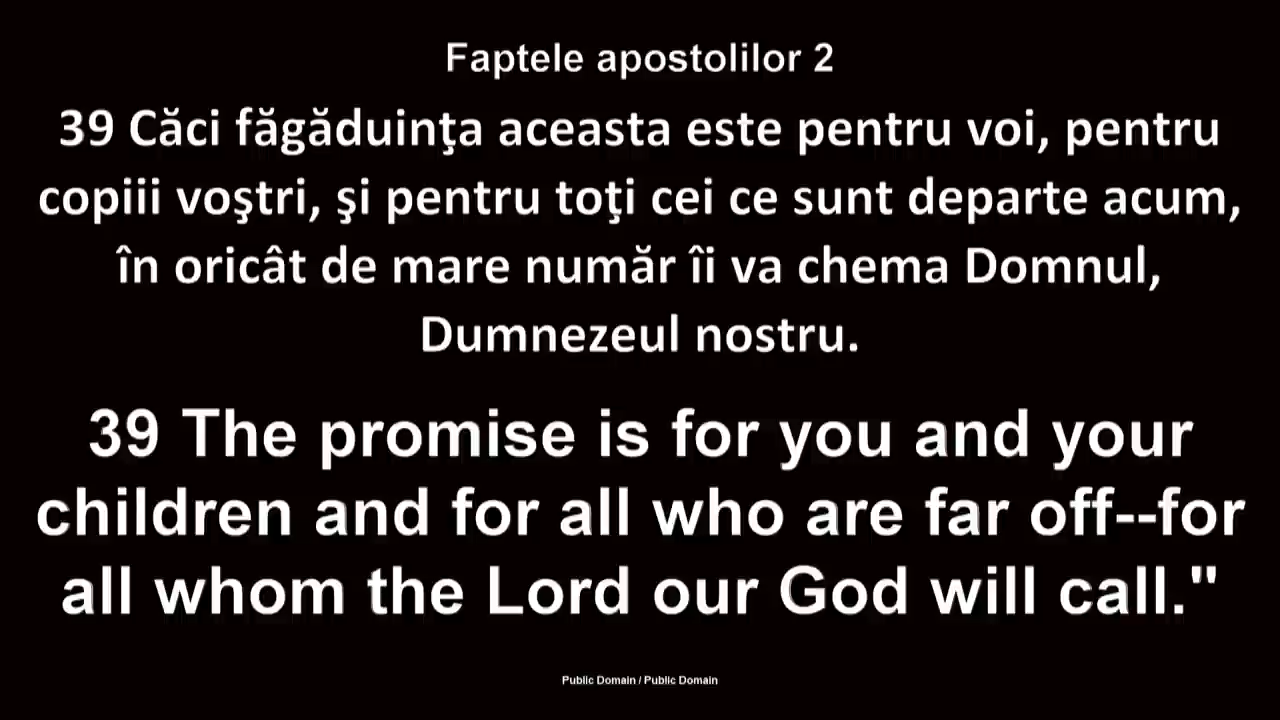 Faptele apostolilor 2
39 Căci făgăduinţa aceasta este pentru voi, pentru
copiii voştri, şi pentru toţi cei ce sunt departe acum,
în oricât de mare număr îi va chema Domnul,
Dumnezeul nostru.
39 The promise is for you and your
children and for all who are far off--for
all whom the Lord our God will call."
Public Domain / Public Domain